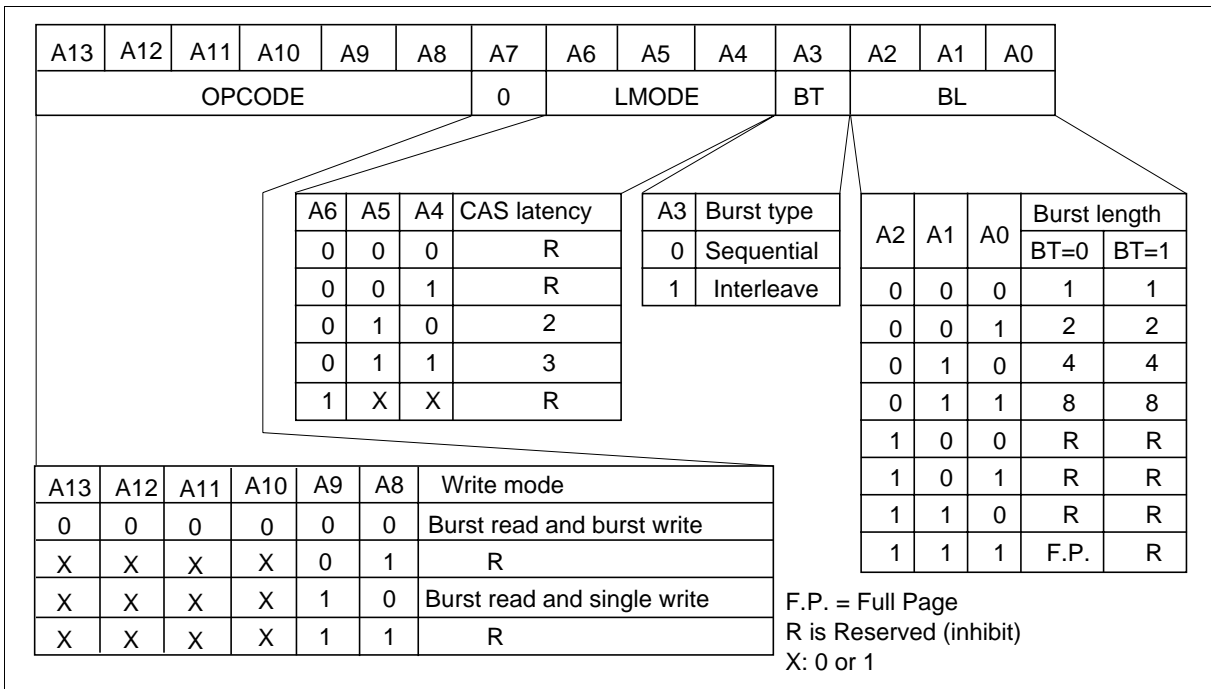 A13 A12 A11 A10 A9 A8 A7 A6 A5 A4 A3 A2 A1 A0
OPCODE 0 LMODE BT BL
A6 A5 A4 CAS latency
0 0 0 R
0 0 1 R
0 1 0 2
0 1 1 3
1 X X R
A3 Burst type
0 Sequential
1 Interleave
A2 A1 A0 Burst length
BT=0 BT=1
0 0 0 1 1
0 0 1 2 2
0 1 0 4 4
0 1 1 8 8
1 0 0 R R
1 0 1 R R
1 1 0 R R
1 1 1 F.P. R
A13 A12 A11 A10 A9 A8 Write mode
0 0 0 0 0 0 Burst read and burst write
X X X X 0 1 R
X X X X 1 0 Burst read and single write
X X X X 1 1 R
F.P. = Full Page
R is Reserved (inhibit)
X: 0 or 1